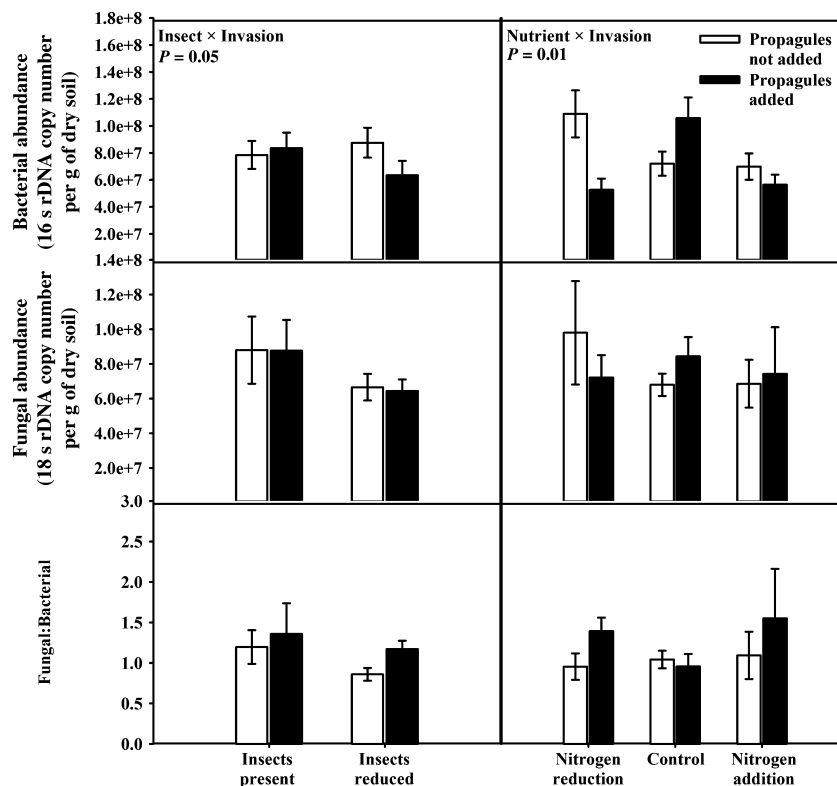 Bacterial abundance
(16 s rDNA copy number
per g of dry soil)
1.8e+8
1.6e+8
1.4e+8
1.2e+8
1.0e+8
8.0e+7
6.0e+7
4.0e+7
2.0e+7
1.4e+8
Insect × Invasion
P = 0.05
Nutrient × Invasion
P = 0.01
Propagules
not added
Propagules
added
Fungal abundance
(18 s rDNA copy number
per g of dry soil)
1.2e+8
1.0e+8
8.0e+7
6.0e+7
4.0e+7
2.0e+7
3.0
Fungal:Bacterial
2.5
2.0
1.5
1.0
0.5
0.0
Insects
present
Insects
reduced
Nitrogen
reduction
Control
Nitrogen
addition